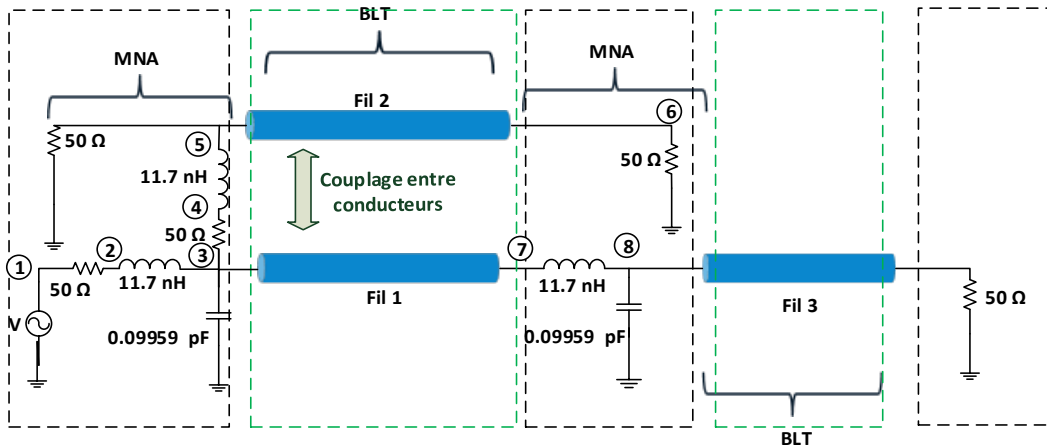 BLT
MNA
MNA
Fil 2
6
50 Ω
5
50 Ω
11.7 nH
Couplage entre
conducteurs
4
50 Ω
3
7
8
1
2
50 Ω
11.7 nH
Fil 1
11.7 nH
Fil 3
50 Ω
V
0.09959 pF
0.09959 pF
BLT